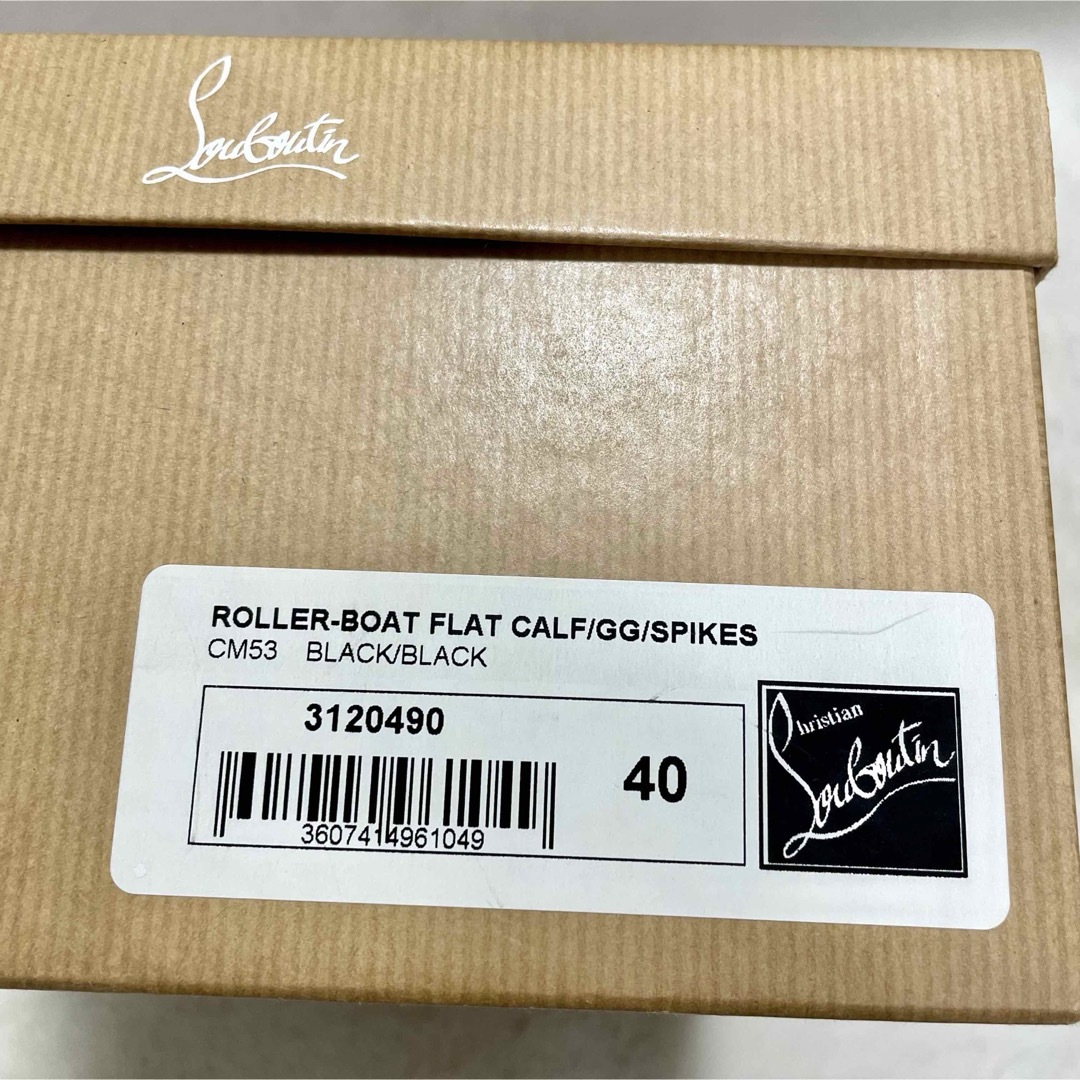 Louboutin
ROLLER-BOAT FLAT CALF/GG/SPIKES
CM53 BLACK/BLACK
3120490
3607414961049
40
Christian
Louboutin